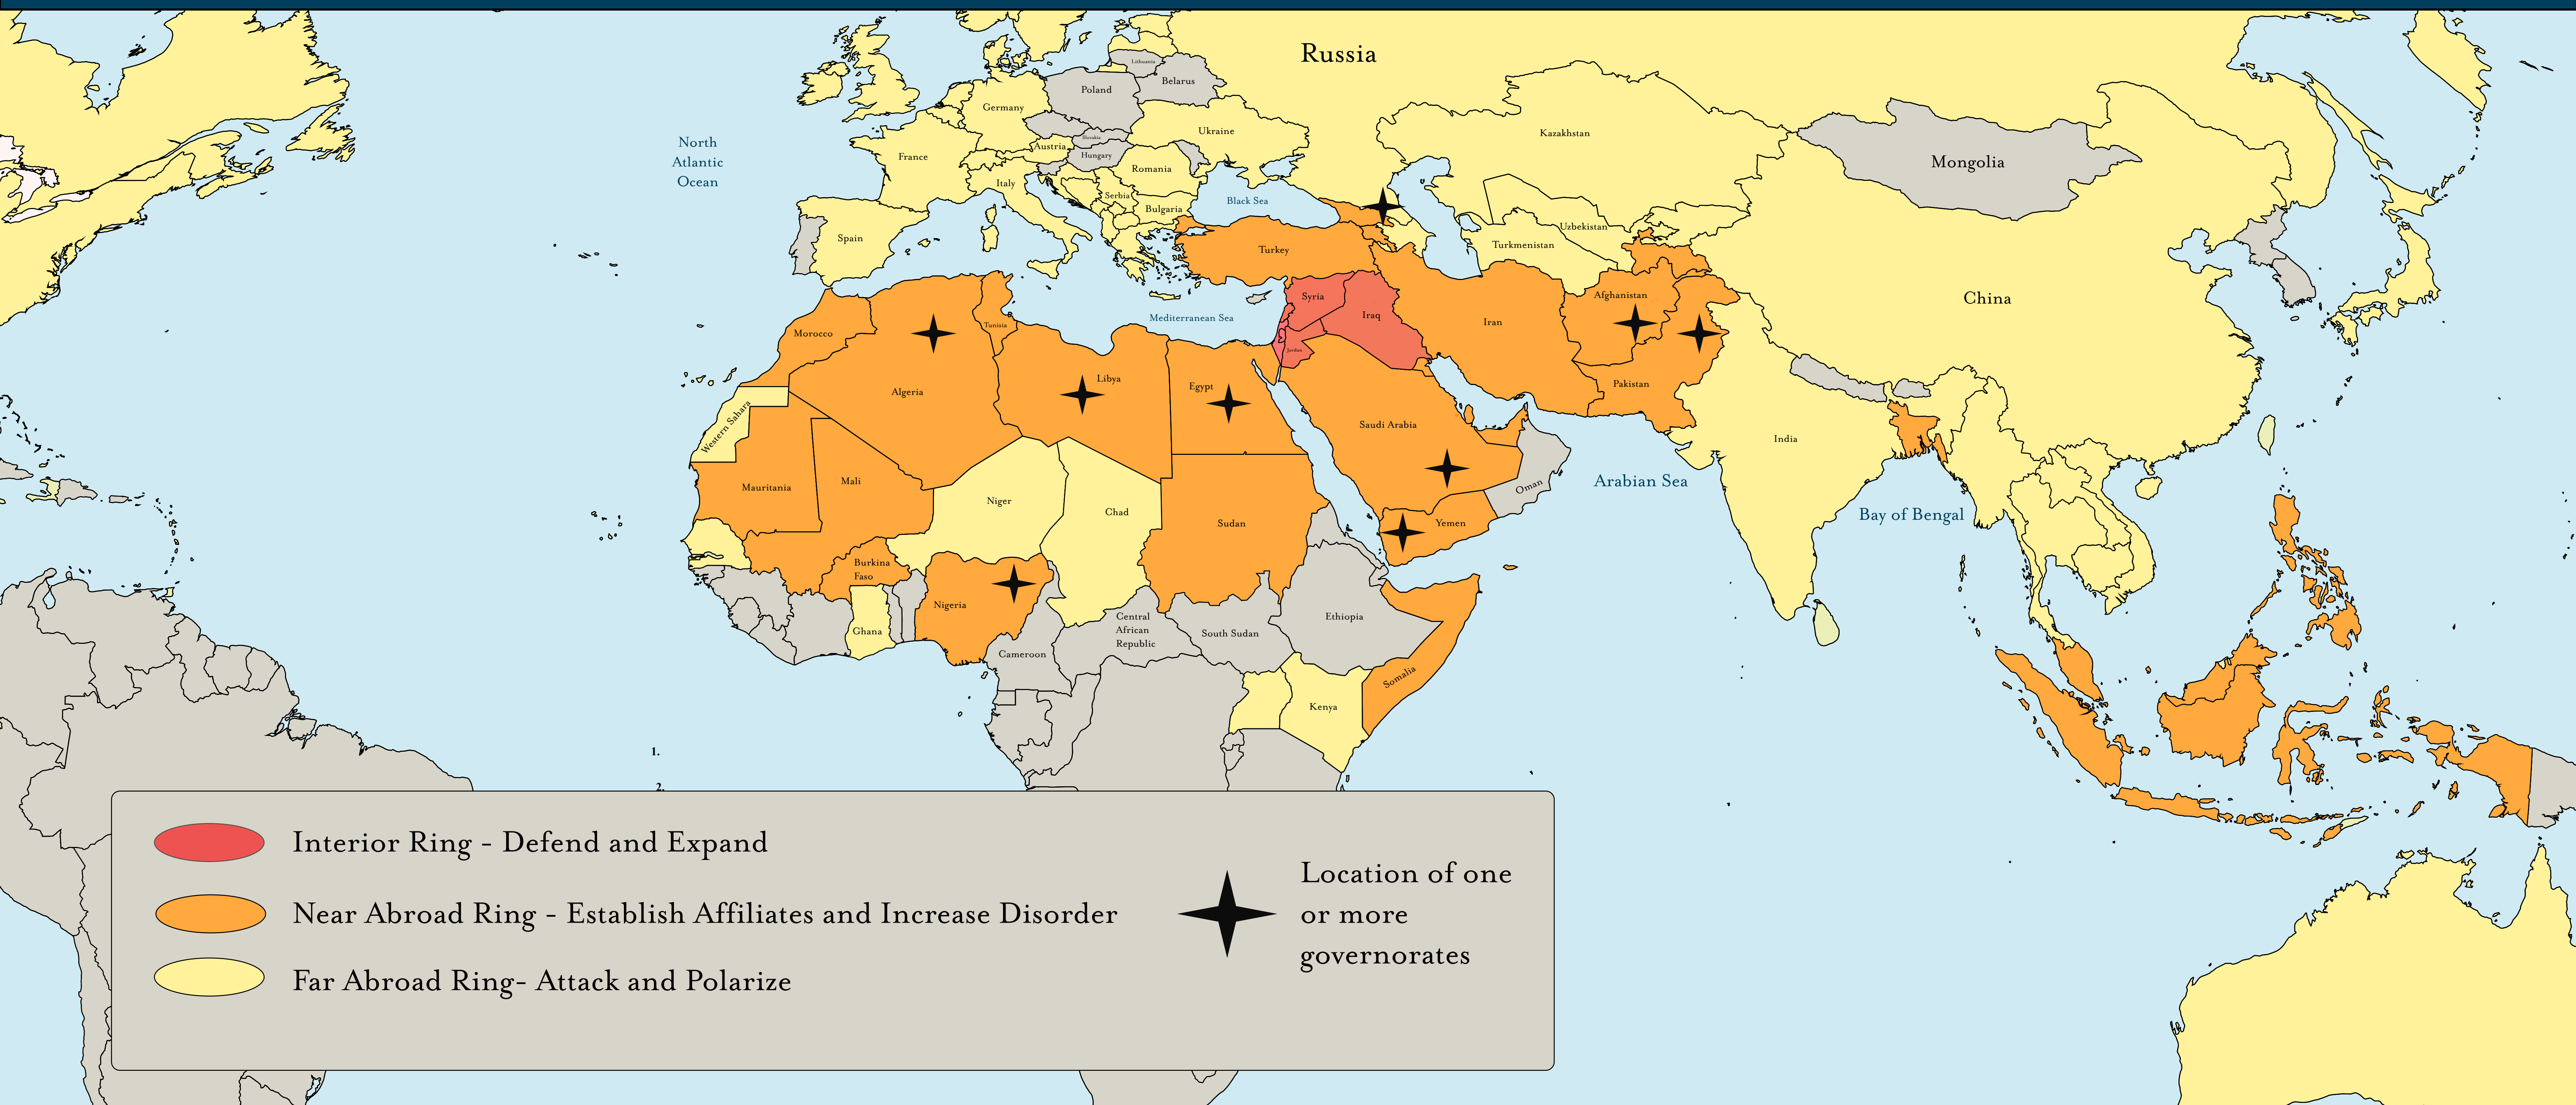 Russia
Lithuania
Belarus
Poland
Germany
Slovakia
Ukraine
Kazakhstan
Austria
Hungary
France
Romania
Mongolia
North
Atlantic
Ocean
Italy
Serbia
Bulgaria
Black Sea
Spain
Uzbekistan
Turkmenistan
Turkey
China
Syria
Afghanistan
Mediterranean Sea
Iraq
Iran
Tunisia
Morocco
Jordan
Libya
Egypt
Pakistan
Algeria
Western Sahara
Saudi Arabia
India
Arabian Sea
Mauritania
Mali
Oman
Niger
Chad
Sudan
Yemen
Bay of Bengal
Burkina
Faso
Nigeria
Ghana
Central
African
Republic
Ethiopia
South Sudan
Cameroon
Somalia
Kenya
1.
2.
Interior Ring - Defend and Expand
Near Abroad Ring - Establish Affiliates and Increase Disorder
Far Abroad Ring- Attack and Polarize
Location of one
or more
governorates